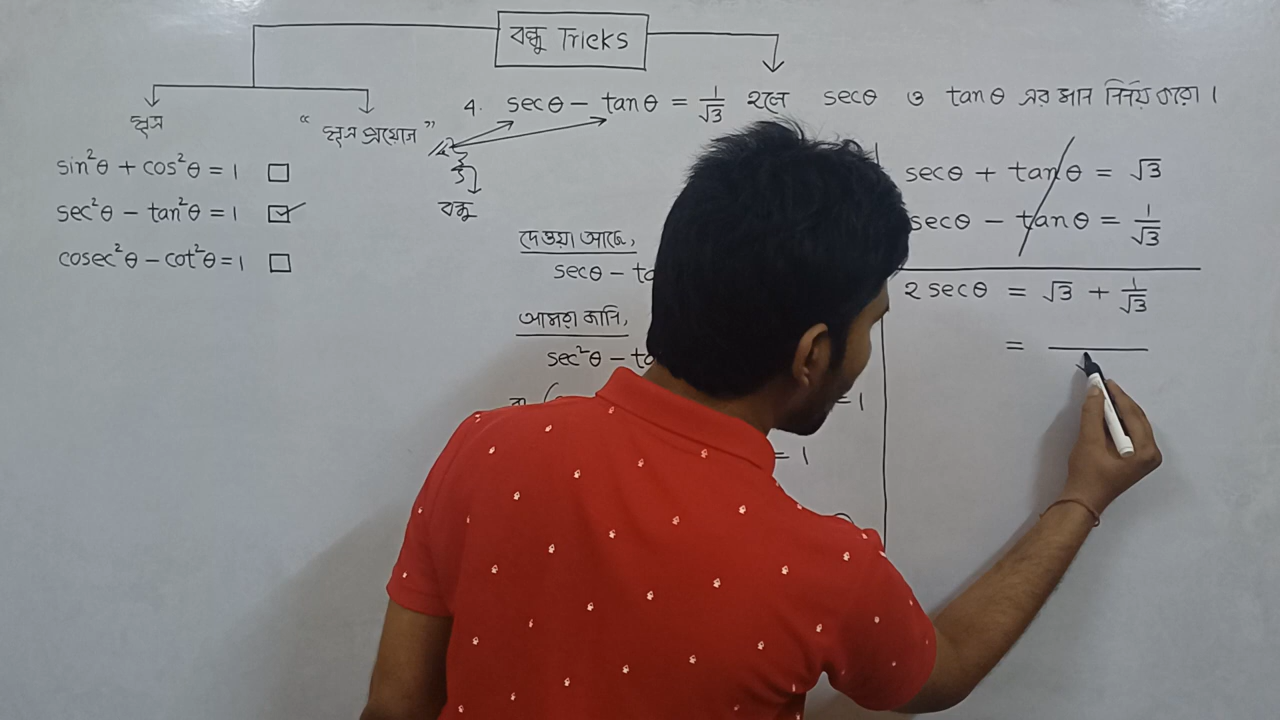 বন্ধু Tricks
সূত্র
" সূত্র প্রয়োগ "
sin²θ + cos²θ = 1
sec²θ − tan²θ = 1
cosec²θ − cot²θ = 1
4. secθ − tanθ = 1/√3 হলে secθ ও tanθ এর মান নির্ণয় করো।
বন্ধু
দেওয়া আছে,
secθ − ta
আমরা জানি,
sec²θ − ta
বা (
= 1
= 1
secθ + tanθ = √3
secθ − tanθ = 1/√3
2 secθ = √3 + 1/√3
=